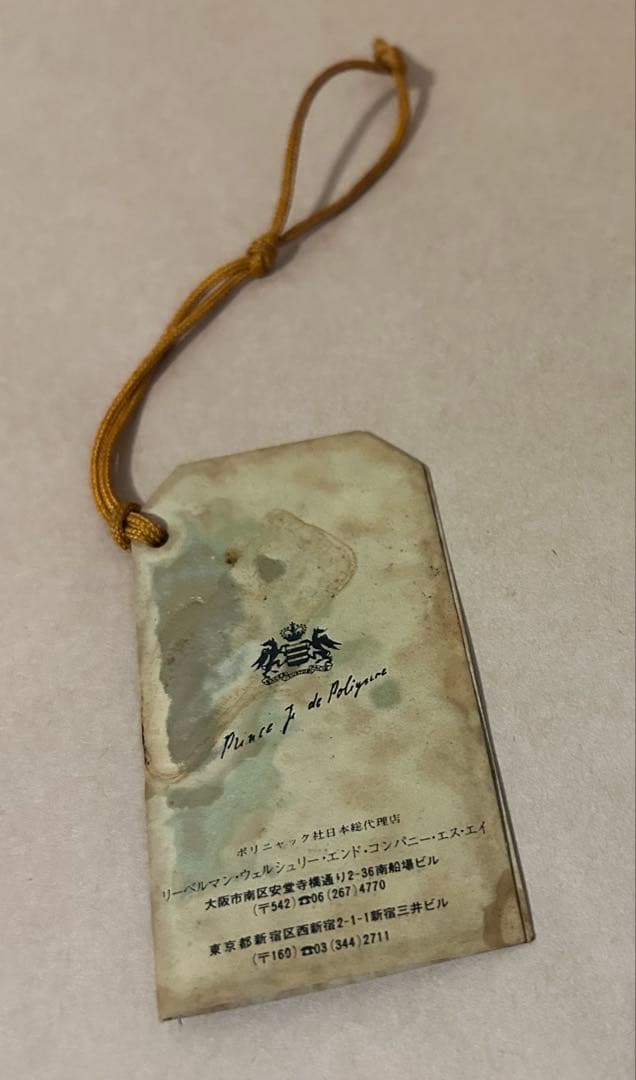 Prince J. de Polignac
ポリニャック社日本総代理店
リーベルマン・ウェルシュリー・エンド・コンパニー・エス・エイ
大阪市南区安堂寺橋通り2-36南船場ビル
(〒542)☎06(267)4770
東京都新宿区西新宿2-1-1新宿三井ビル
(〒160)☎03(344)2711